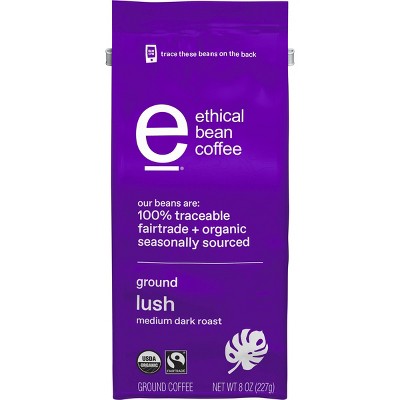 trace these beans on the back
e
ethical
bean
coffee
our beans are:
100% traceable
fairtrade + organic
seasonally sourced
ground
lush
medium dark roast
USDA
ORGANIC
FAIRTRADE
GROUND COFFEE NET WT 8 OZ (227g)